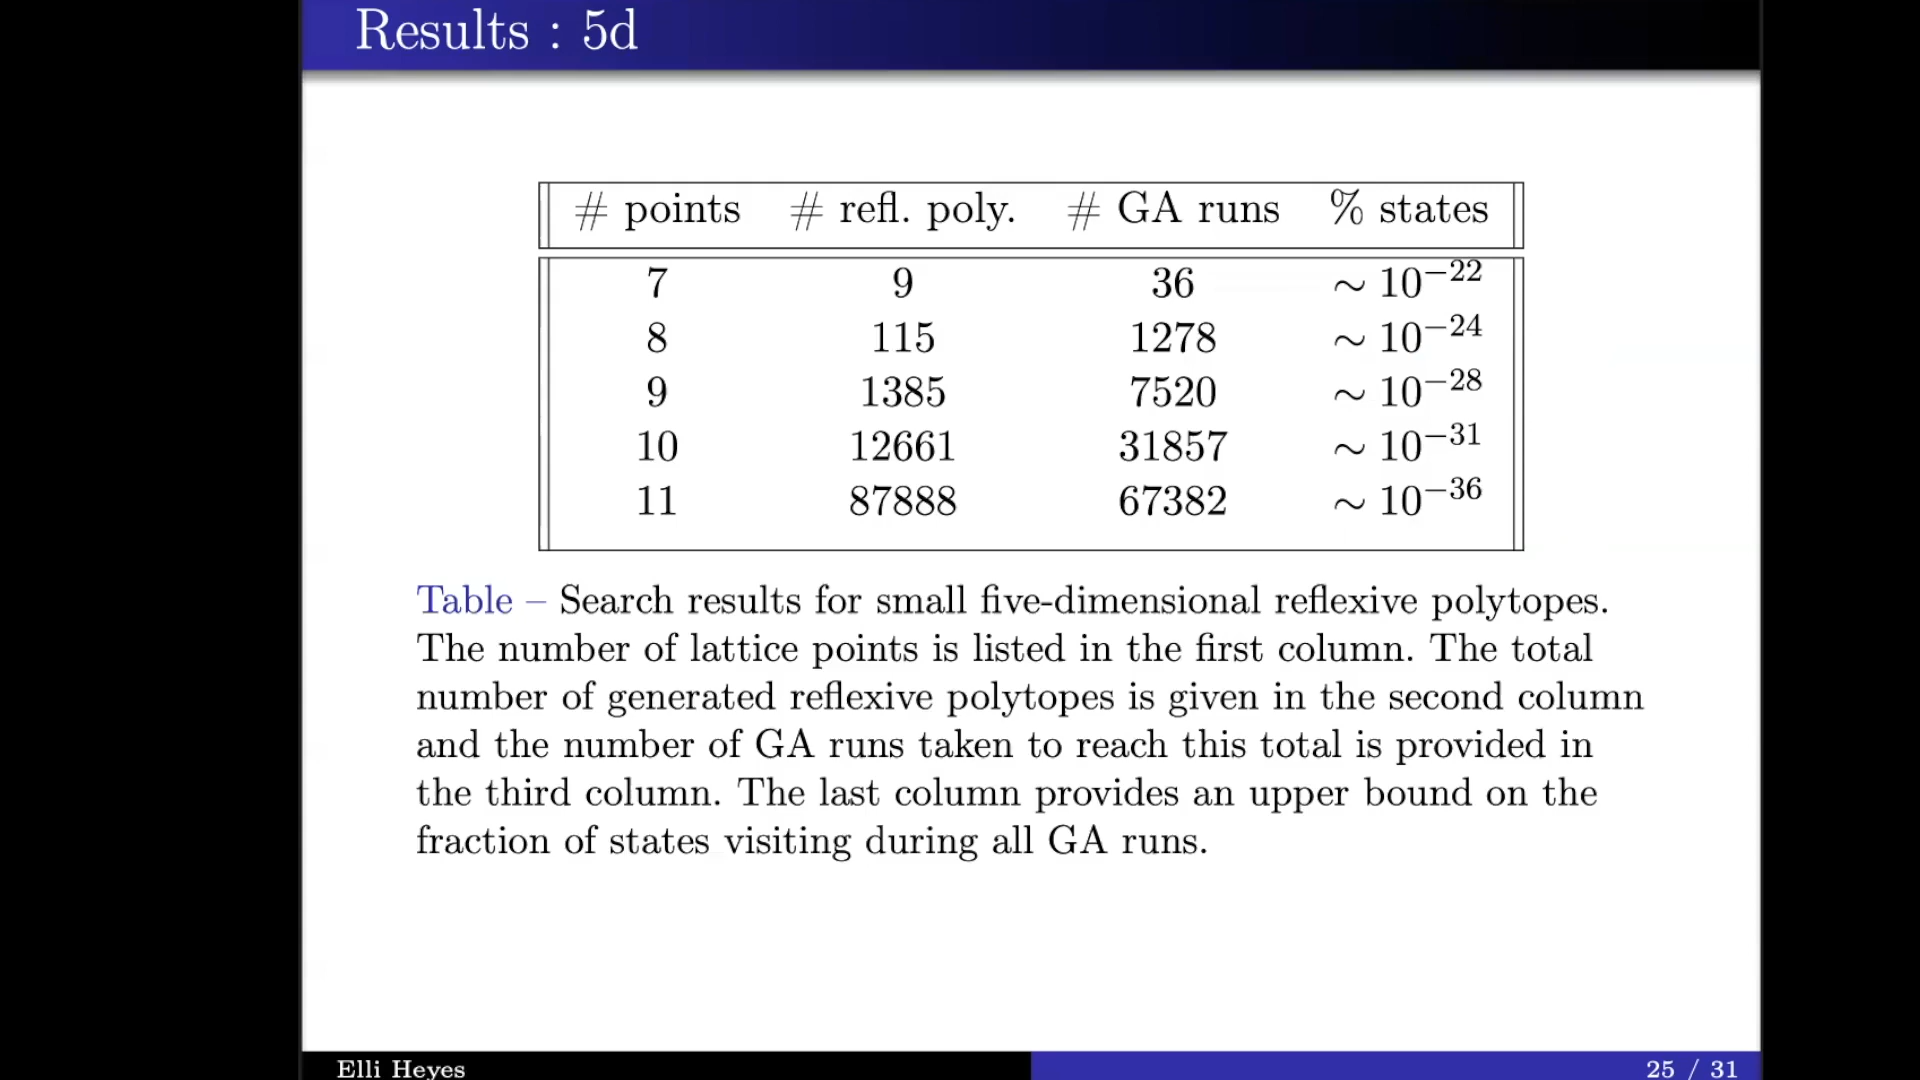 Results : 5d
# points # refl. poly. # GA runs % states
7 9 36 ∼ 10⁻²²
8 115 1278 ∼ 10⁻²⁴
9 1385 7520 ∼ 10⁻²⁸
10 12661 31857 ∼ 10⁻³¹
11 87888 67382 ∼ 10⁻³⁶
Table – Search results for small five-dimensional reflexive polytopes.
The number of lattice points is listed in the first column. The total
number of generated reflexive polytopes is given in the second column
and the number of GA runs taken to reach this total is provided in
the third column. The last column provides an upper bound on the
fraction of states visiting during all GA runs.
Elli Heyes 25 / 31